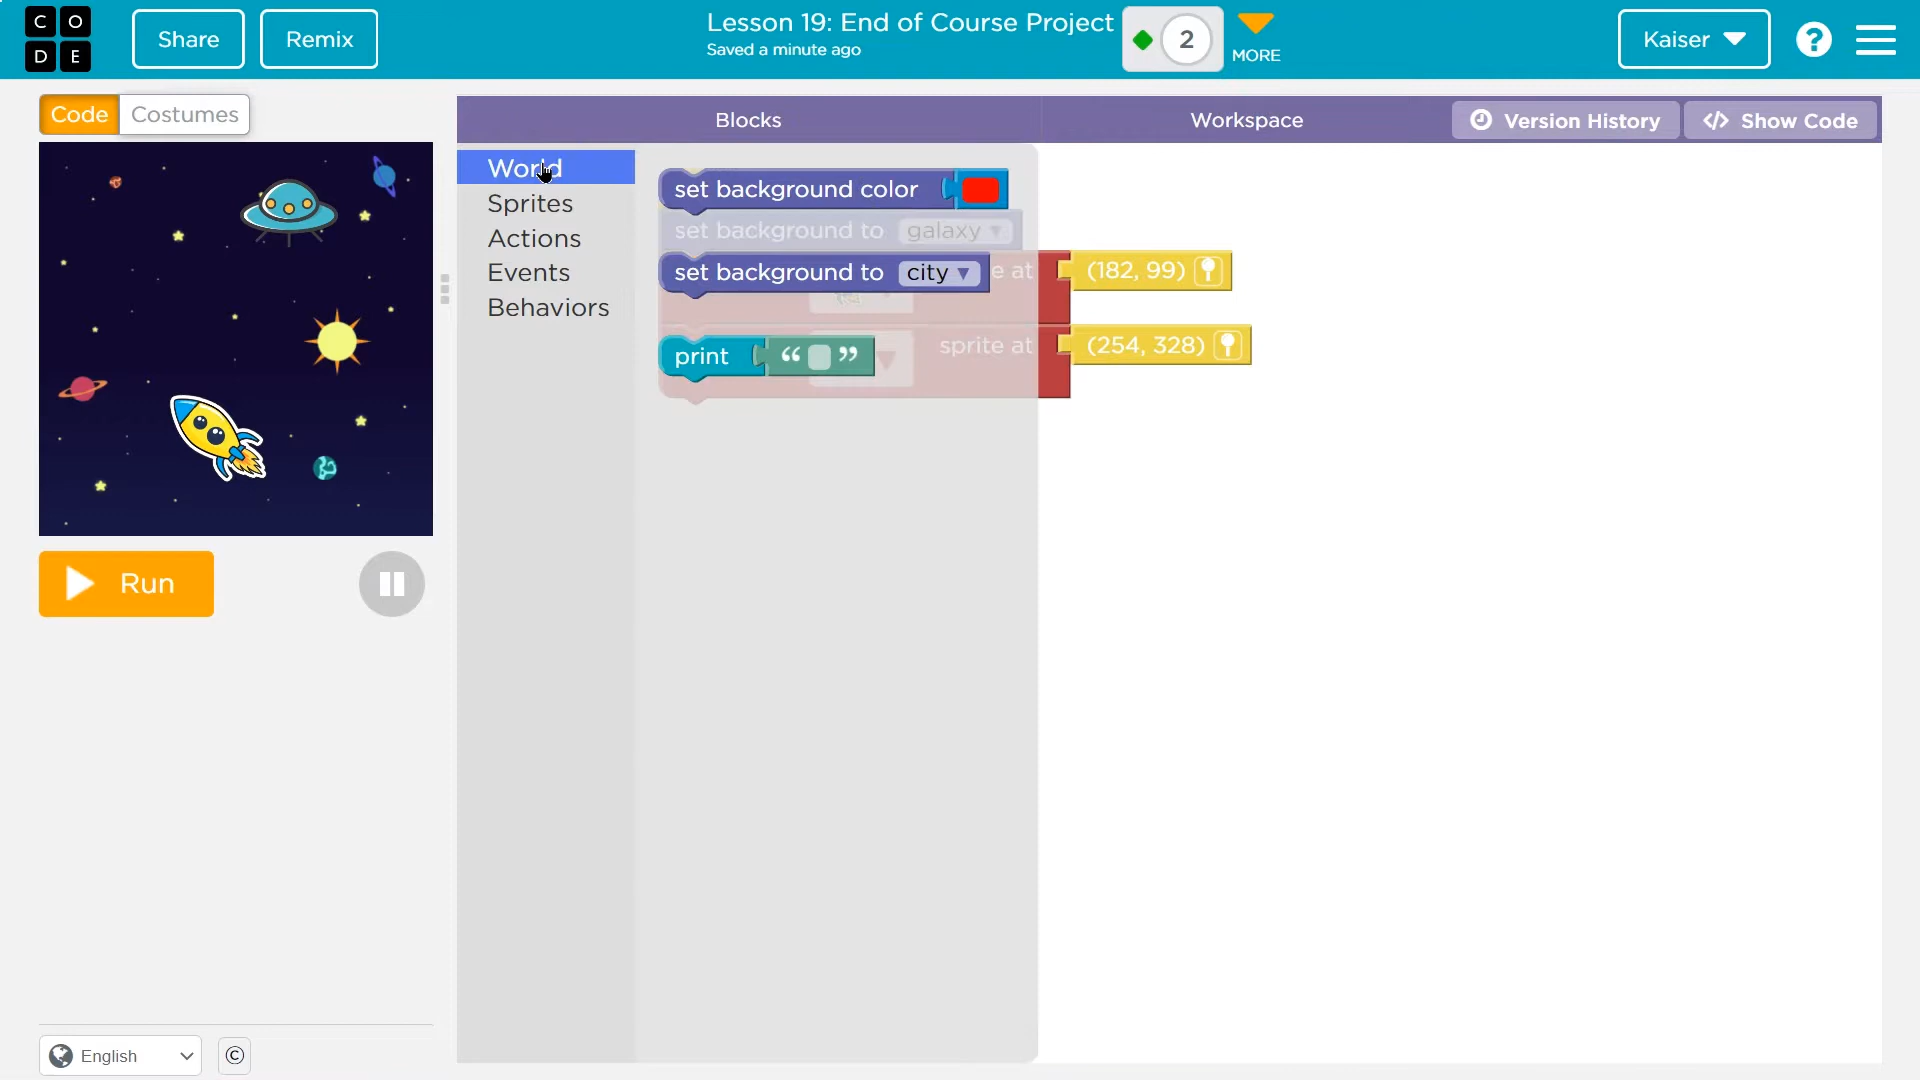 CODE
Share
Remix
Lesson 19: End of Course Project
Saved a minute ago
2
MORE
Kaiser
?
Code
Costumes
Blocks
Workspace
Version History
</> Show Code
World
Sprites
Actions
Events
Behaviors
set background color
set background to galaxy
set background to city
e at
(182, 99)
print “ ”
sprite at
(254, 328)
Run
English
©